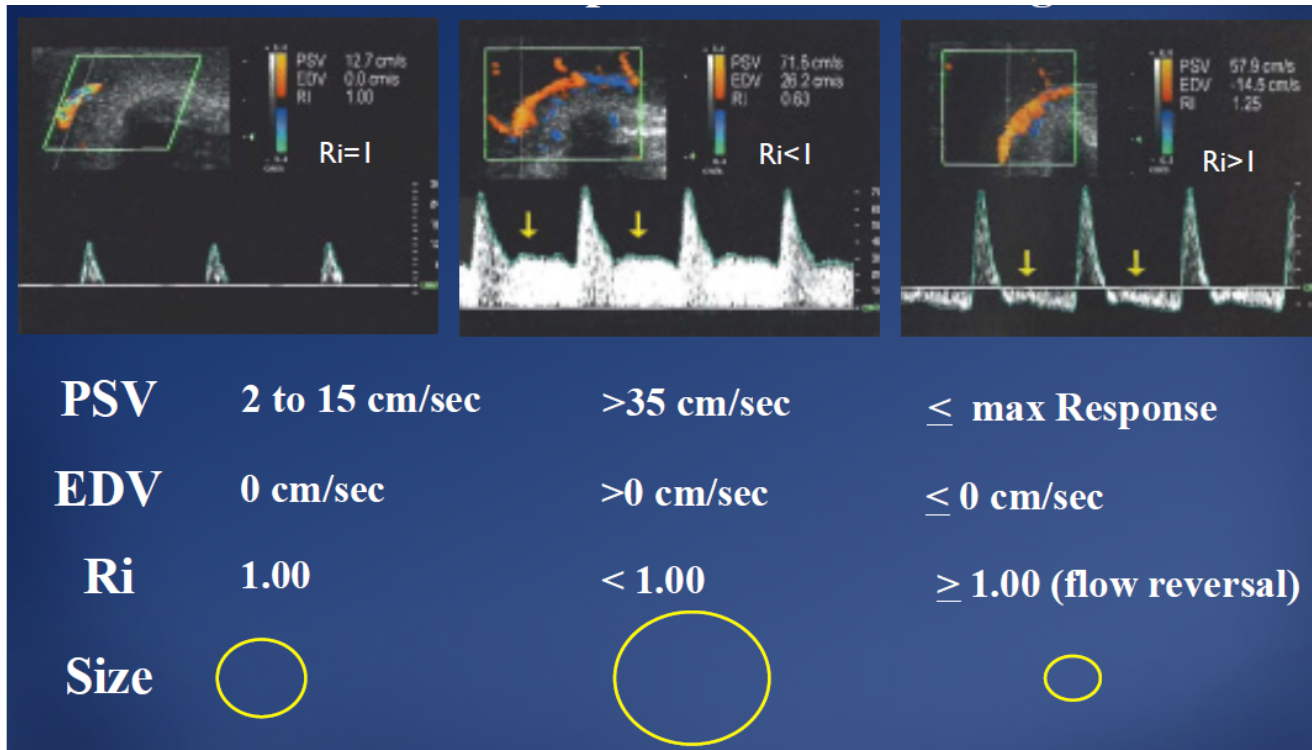 PSV 12.7 cm/s
EDV 0.0 cm/s
RI 1.00
Ri=1
PSV 71.5 cm/s
EDV 26.2 cm/s
RI 0.63
Ri<1
PSV 57.9 cm/s
EDV -14.5 cm/s
RI 1.25
Ri>1
PSV 2 to 15 cm/sec >35 cm/sec ≤ max Response
EDV 0 cm/sec >0 cm/sec ≤ 0 cm/sec
Ri 1.00 < 1.00 ≥ 1.00 (flow reversal)
Size